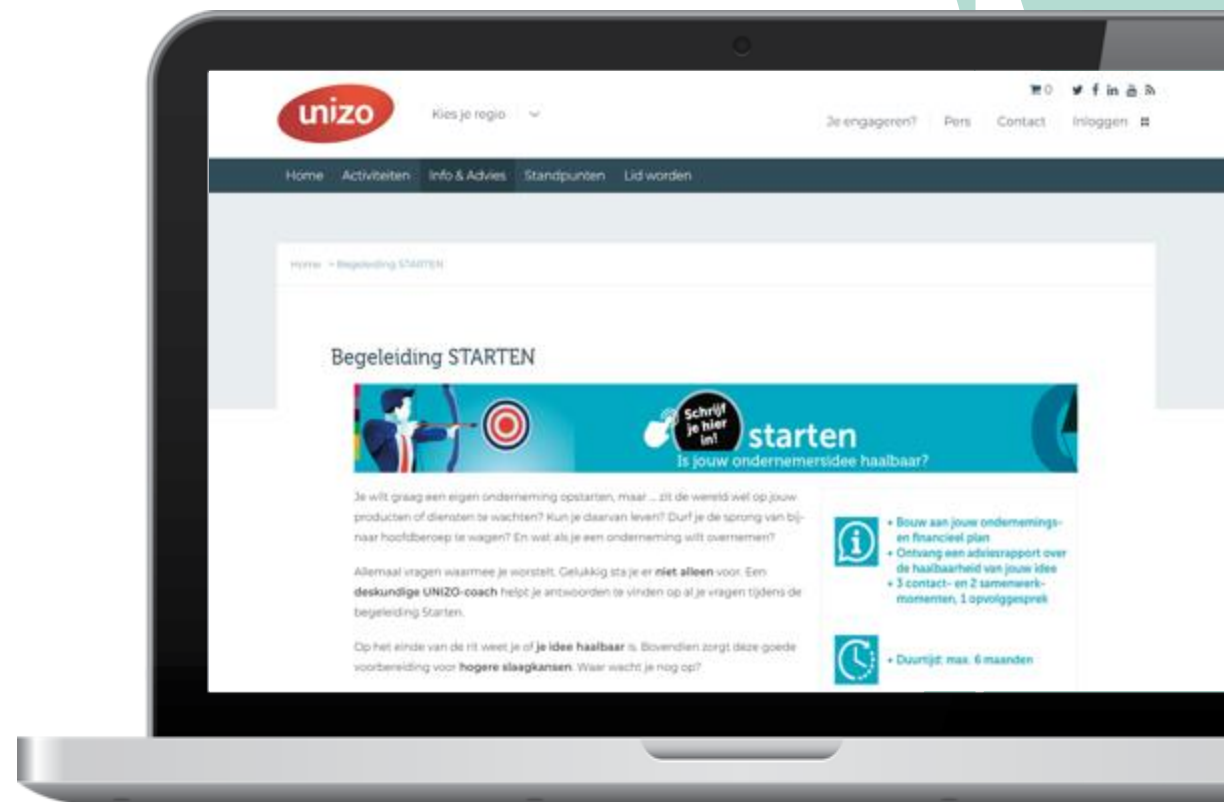 unizo
Kies je regio
0
Je engageren? Pers Contact Inloggen
Home Activiteiten Info & Advies Standpunten Lid worden
Home > Begeleiding STARTEN
Begeleiding STARTEN
Schrijf
je hier
in!
starten
Is jouw ondernemersidee haalbaar?
Je wilt graag een eigen onderneming opstarten, maar ... zit de wereld wel op jouw
producten of diensten te wachten? Kun je daarvan leven? Durf je de sprong van bij-
naar hoofdberoep te wagen? En wat als je een onderneming wilt overnemen?
Allemaal vragen waarmee je worstelt. Gelukkig sta je er niet alleen voor. Een
deskundige UNIZO-coach helpt je antwoorden te vinden op al je vragen tijdens de
begeleiding Starten.
Op het einde van de rit weet je of je idee haalbaar is. Bovendien zorgt deze goede
voorbereiding voor hogere slaagkansen. Waar wacht je nog op?
+ Bouw aan jouw ondernemings-
en financieel plan
+ Ontvang een adviesrapport over
de haalbaarheid van jouw idee
+ 3 contact- en 2 samenwerk-
momenten, 1 opvolggesprek
+ Duurtijd: max. 6 maanden